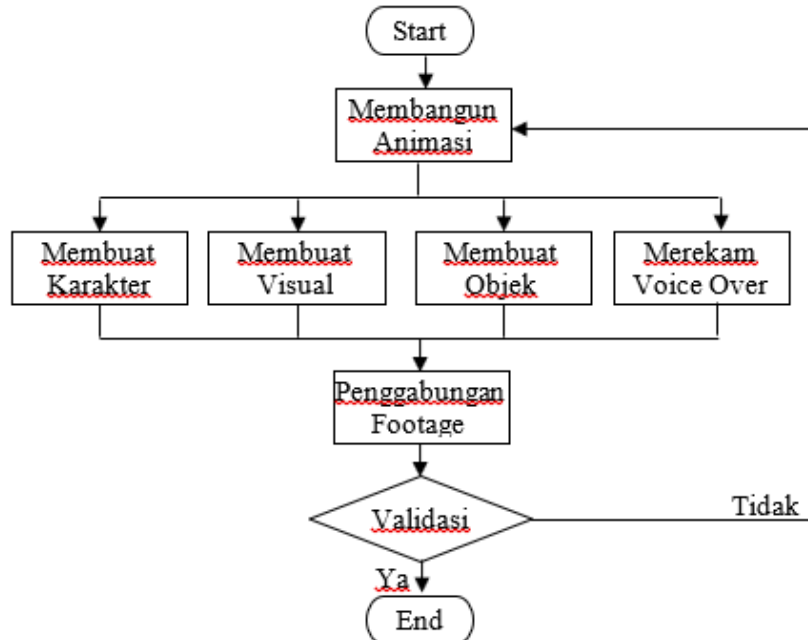 Start
Membangun
Animasi
Membuat
Karakter
Membuat
Visual
Membuat
Objek
Merekam
Voice Over
Penggabungan
Footage
Validasi
Tidak
Ya
End